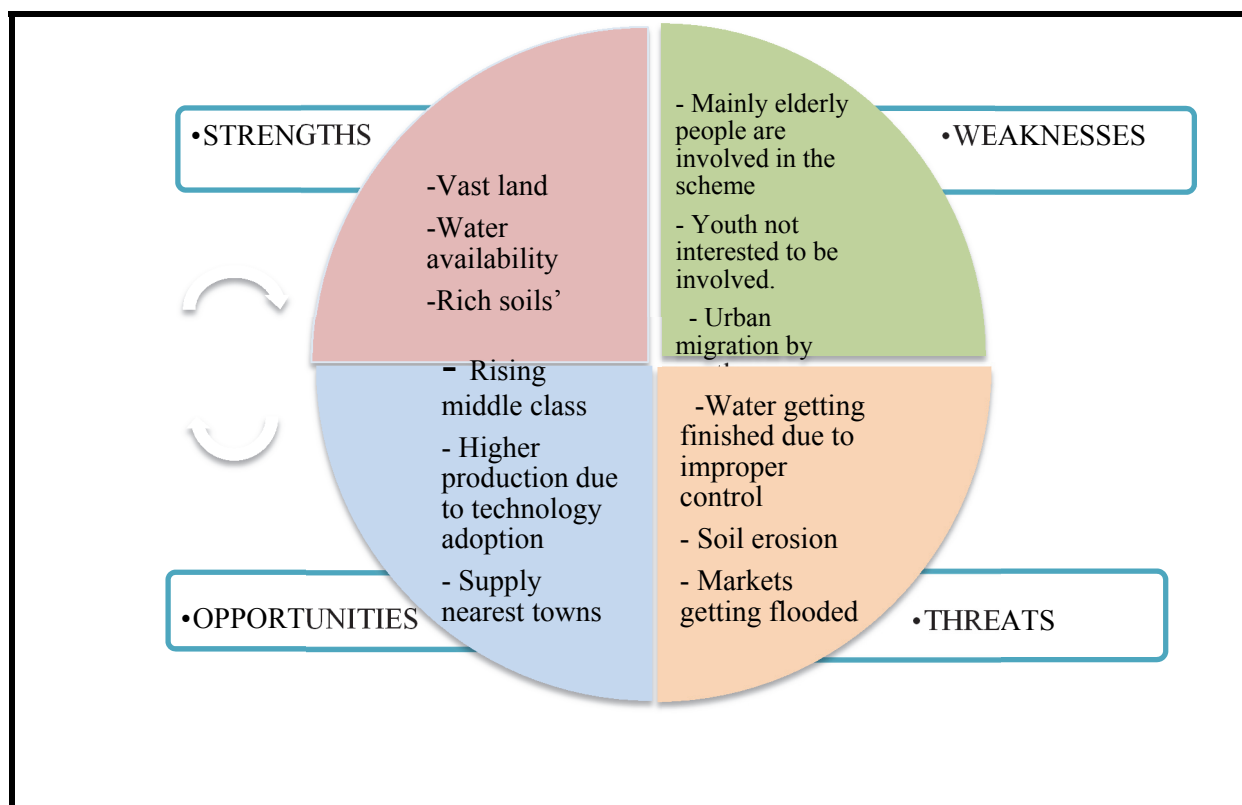 •STRENGTHS
-Vast land
-Water
availability
-Rich soils’
- Mainly elderly
people are
involved in the
scheme
- Youth not
interested to be
involved.
- Urban
migration by
•WEAKNESSES
- Rising
middle class
- Higher
production due
to technology
adoption
- Supply
nearest towns
•OPPORTUNITIES
-Water getting
finished due to
improper
control
- Soil erosion
- Markets
getting flooded
•THREATS